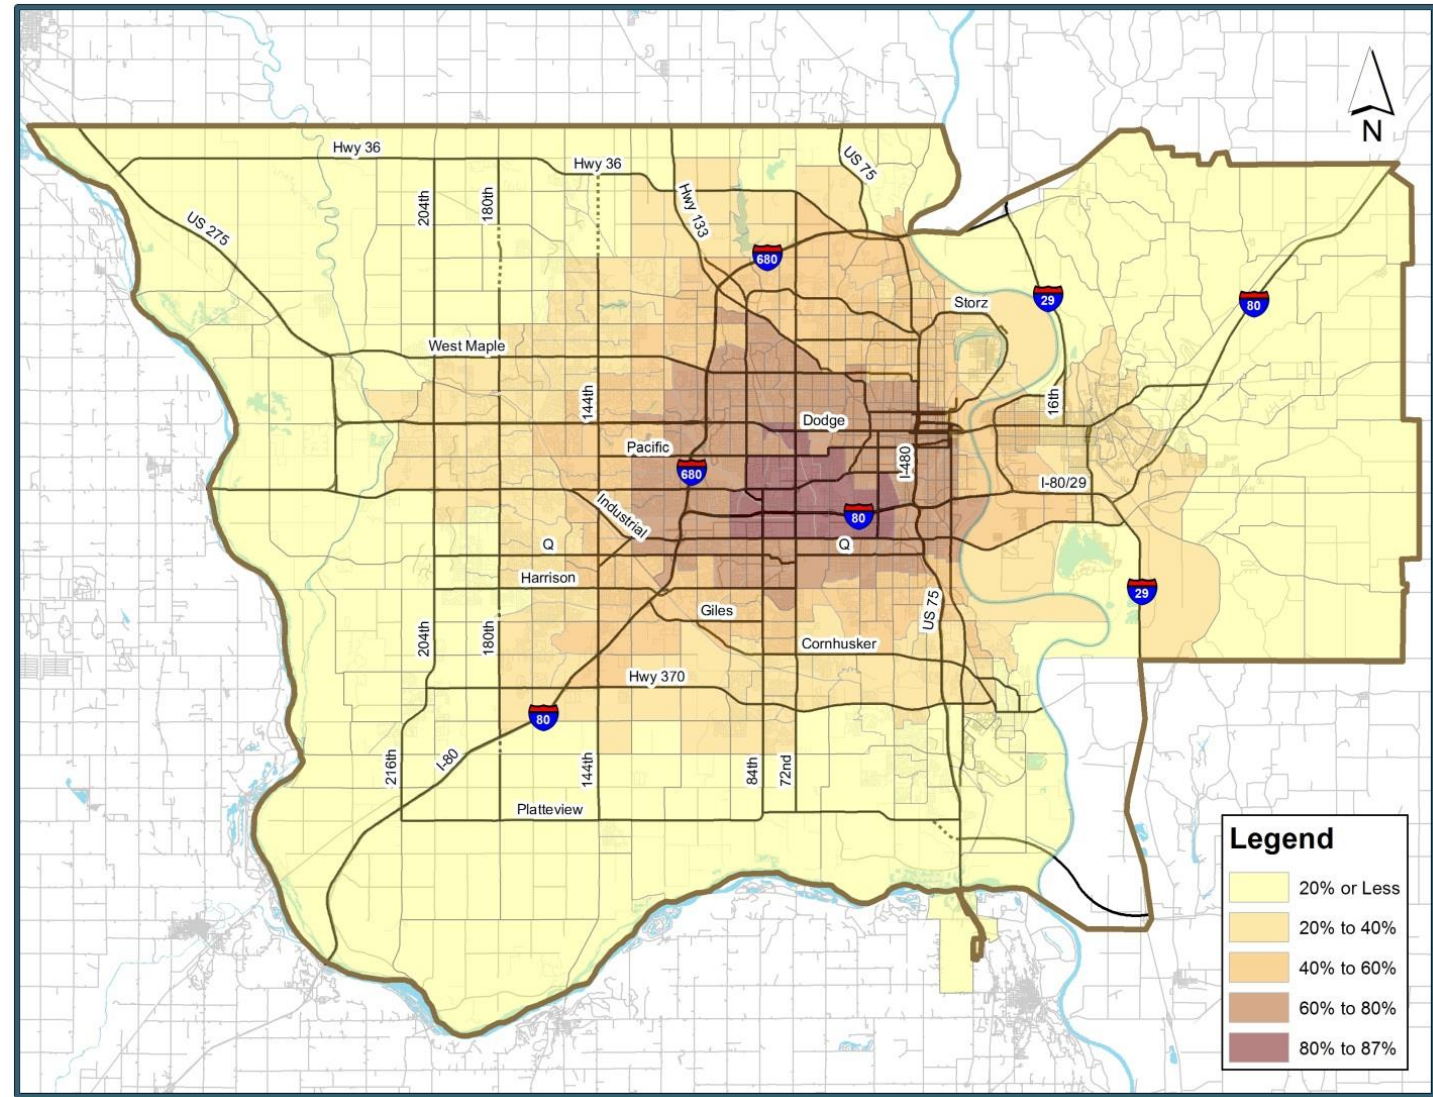 N
Hwy 36
Hwy 36
US 75
204th
180th
Hwy 133
US 275
680
29
80
Storz
West Maple
144th
16th
Dodge
Pacific
680
I-480
I-80/29
Industrial
80
Q
Q
Harrison
29
Giles
US 75
204th
180th
Cornhusker
Hwy 370
80
216th
I-80
144th
84th
72nd
Platteview
Legend
20% or Less
20% to 40%
40% to 60%
60% to 80%
80% to 87%